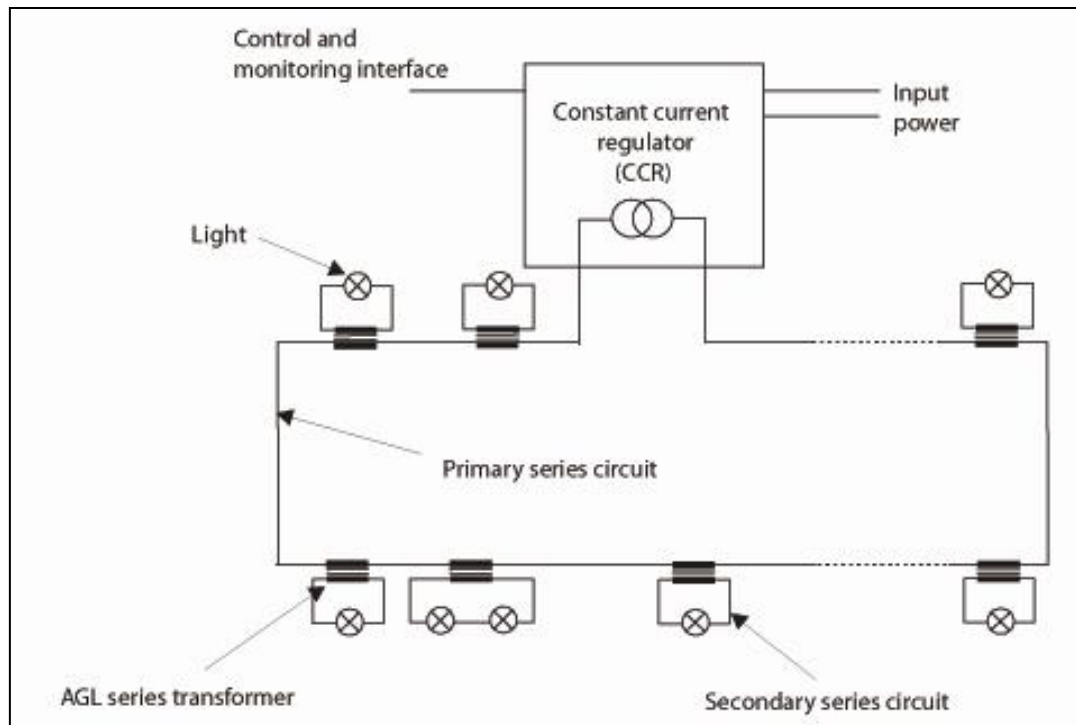 Control and
monitoring interface
Constant current
regulator
(CCR)
Input
power
Light
Primary series circuit
AGL series transformer
Secondary series circuit